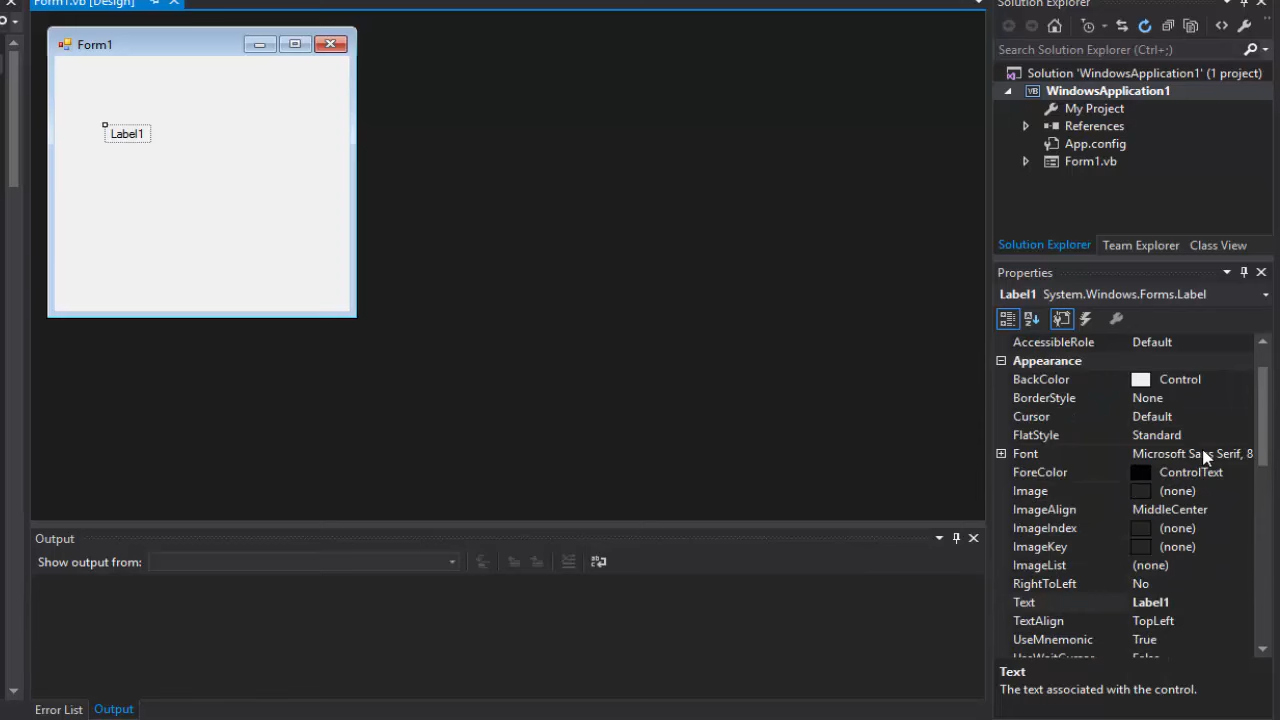 Form1.vb [Design]
Form1
Label1
Output
Show output from:
Error List
Output
Solution Explorer
Search Solution Explorer (Ctrl+;)
Solution 'WindowsApplication1' (1 project)
VB WindowsApplication1
My Project
References
App.config
Form1.vb
Solution Explorer Team Explorer Class View
Properties
Label1 System.Windows.Forms.Label
AccessibleRole Default
Appearance
BackColor Control
BorderStyle None
Cursor Default
FlatStyle Standard
Font Microsoft Sans Serif, 8
ForeColor ControlText
Image (none)
ImageAlign MiddleCenter
ImageIndex (none)
ImageKey (none)
ImageList (none)
RightToLeft No
Text Label1
TextAlign TopLeft
UseMnemonic True
UseWaitCursor False
Text
The text associated with the control.